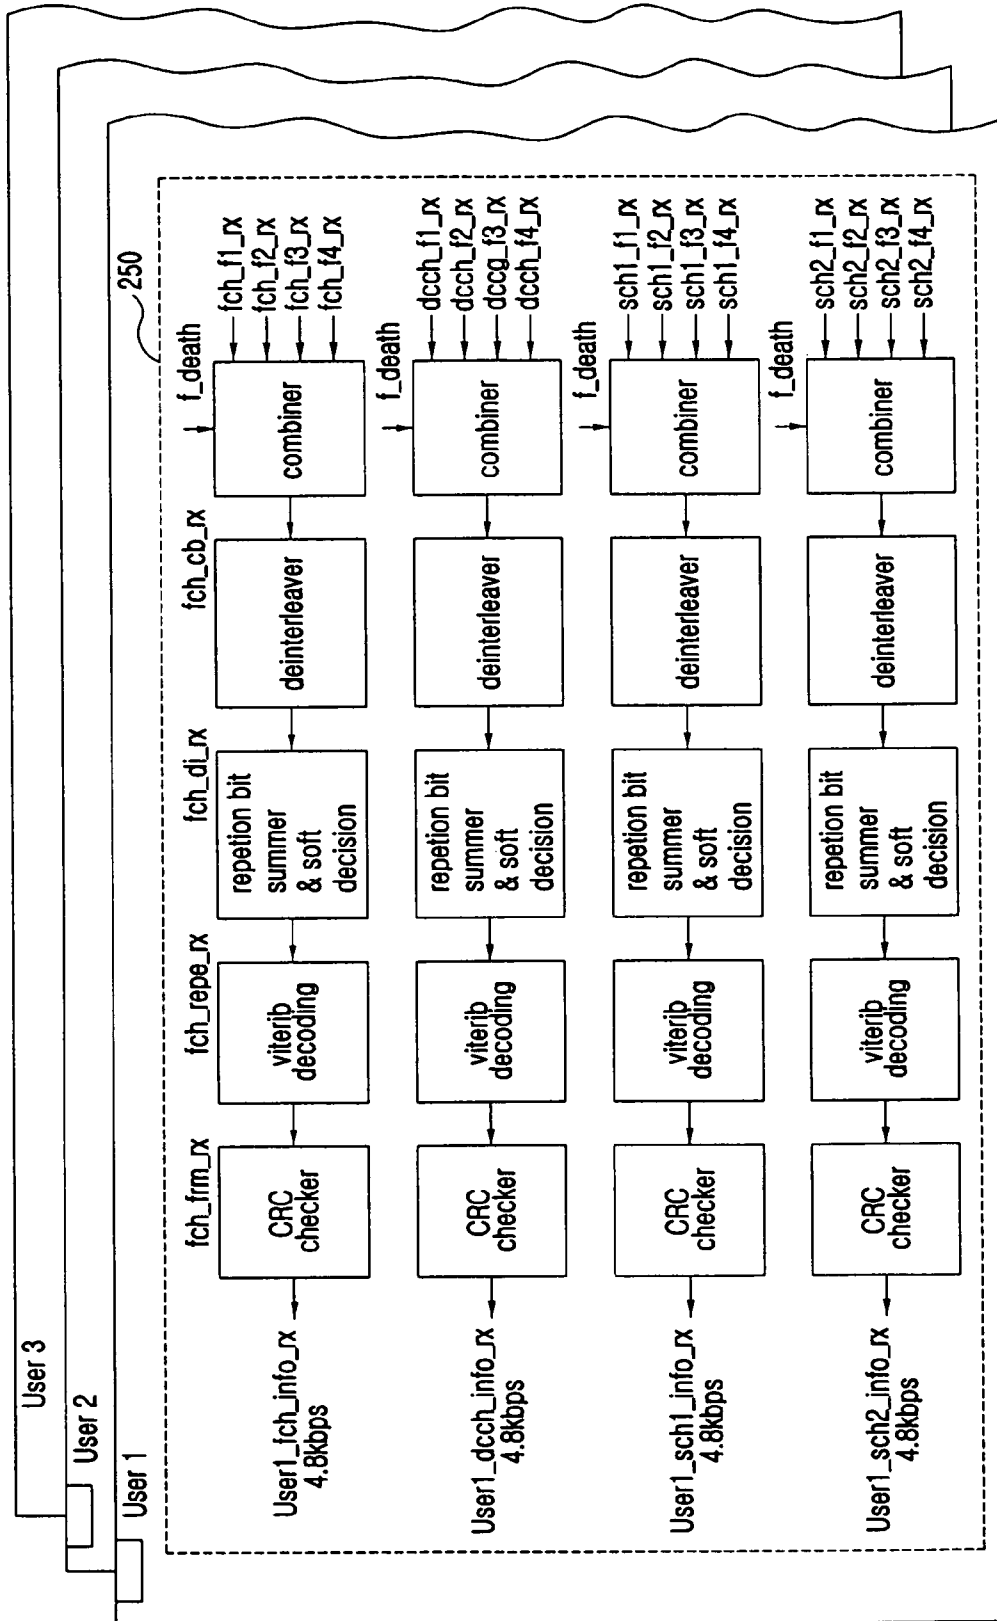 User 3
User 2
User 1
250
fch_frm_rx
fch_repe_rx
fch_di_rx
fch_cb_rx
f_death
User1_fch_info_rx
4.8kbps
CRC
checker
viterib
decoding
repetion bit
summer
& soft
decision
deinterleaver
combiner
fch_f1_rx
fch_f2_rx
fch_f3_rx
fch_f4_rx
f_death
User1_dcch_info_rx
4.8kbps
CRC
checker
viterib
decoding
repetion bit
summer
& soft
decision
deinterleaver
combiner
dcch_f1_rx
dcch_f2_rx
dccg_f3_rx
dcch_f4_rx
f_death
User1_sch1_info_rx
4.8kbps
CRC
checker
viterib
decoding
repetion bit
summer
& soft
decision
deinterleaver
combiner
sch1_f1_rx
sch1_f2_rx
sch1_f3_rx
sch1_f4_rx
f_death
User1_sch2_info_rx
4.8kbps
CRC
checker
viterib
decoding
repetion bit
summer
& soft
decision
deinterleaver
combiner
sch2_f1_rx
sch2_f2_rx
sch2_f3_rx
sch2_f4_rx